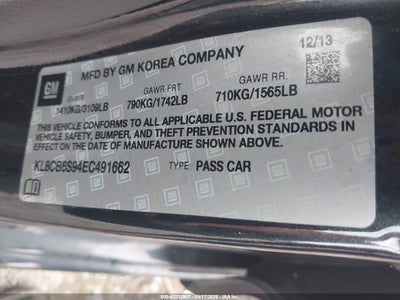 12/13
MFD BY GM KOREA COMPANY
GM
GAWR FRT. GAWR RR.
1410KG/3109LB 790KG/1742LB 710KG/1565LB
THIS VEHICLE CONFORMS TO ALL APPLICABLE U.S. FEDERAL MOTOR
VEHICLE SAFETY, BUMPER, AND THEFT PREVENTION STANDARDS IN
EFFECT ON THE DATE OF MANUFACTURE SHOWN ABOVE.
KL8CB6S94EC491662 TYPE: PASS CAR